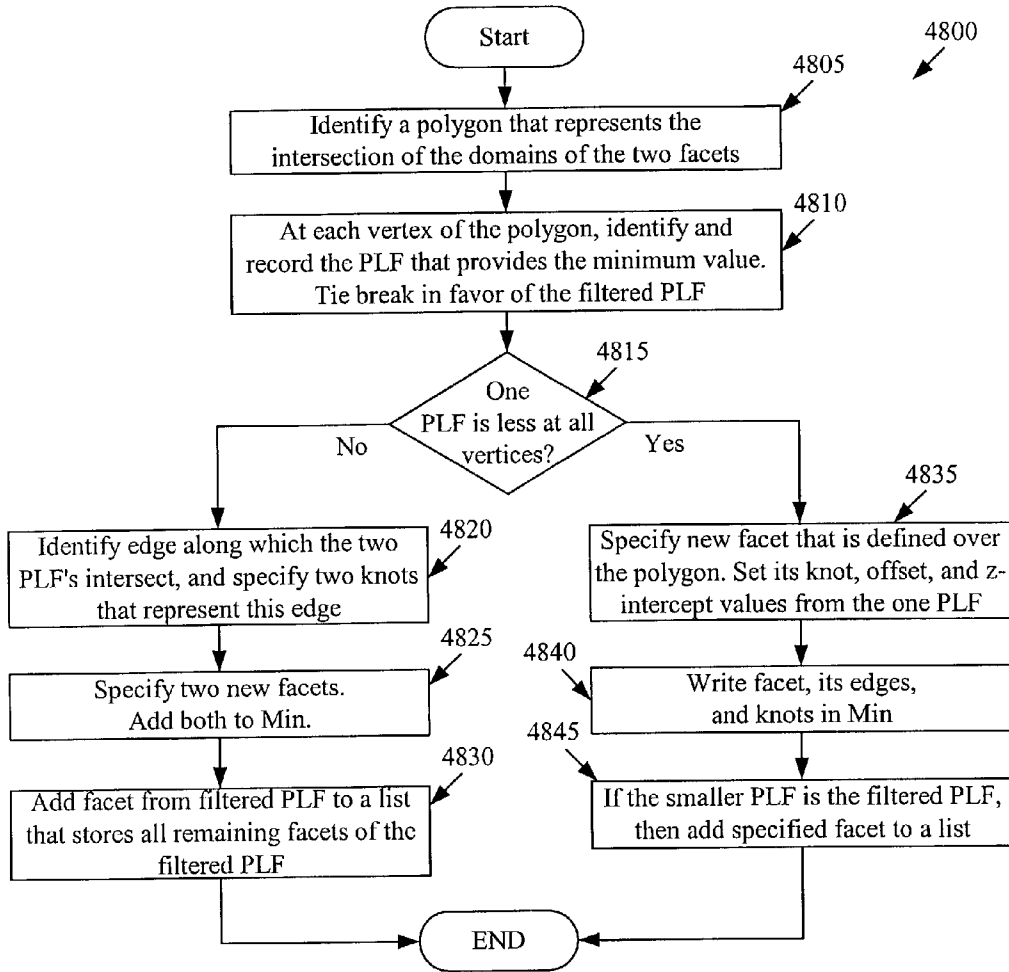 Start
4800
4805
Identify a polygon that represents the
intersection of the domains of the two facets
4810
At each vertex of the polygon, identify and
record the PLF that provides the minimum value.
Tie break in favor of the filtered PLF
4815
One
PLF is less at all
vertices?
No
Yes
4820
Identify edge along which the two
PLF's intersect, and specify two knots
that represent this edge
4825
Specify two new facets.
Add both to Min.
4830
Add facet from filtered PLF to a list
that stores all remaining facets of the
filtered PLF
4835
Specify new facet that is defined over
the polygon. Set its knot, offset, and z-
intercept values from the one PLF
4840
Write facet, its edges,
and knots in Min
4845
If the smaller PLF is the filtered PLF,
then add specified facet to a list
END